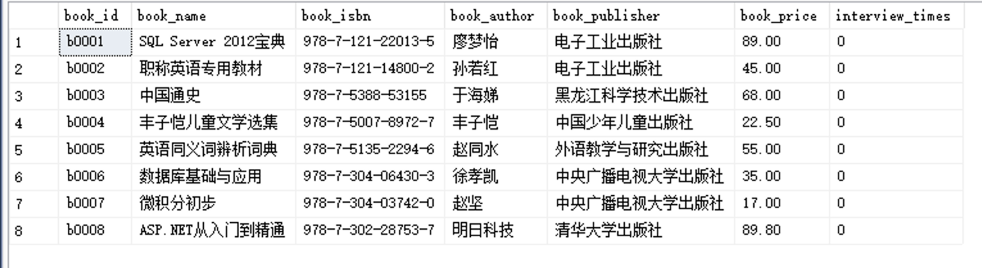 book_id book_name book_isbn book_author book_publisher book_price interview_times
1 b0001 SQL Server 2012宝典 978-7-121-22013-5 廖梦怡 电子工业出版社 89.00 0
2 b0002 职称英语专用教材 978-7-121-14800-2 孙若红 电子工业出版社 45.00 0
3 b0003 中国通史 978-7-5388-53155 于海娣 黑龙江科学技术出版社 68.00 0
4 b0004 丰子恺儿童文学选集 978-7-5007-8972-7 丰子恺 中国少年儿童出版社 22.50 0
5 b0005 英语同义词辨析词典 978-7-5135-2294-6 赵同水 外语教学与研究出版社 55.00 0
6 b0006 数据库基础与应用 978-7-304-06430-3 徐孝凯 中央广播电视大学出版社 35.00 0
7 b0007 微积分初步 978-7-304-03742-0 赵坚 中央广播电视大学出版社 17.00 0
8 b0008 ASP.NET从入门到精通 978-7-302-28753-7 明日科技 清华大学出版社 89.80 0